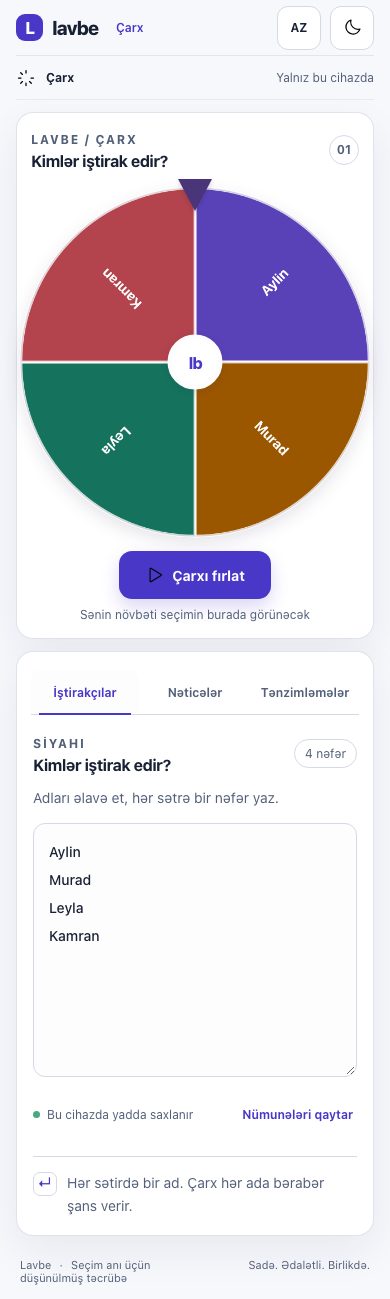 L lavbe Çarx AZ
Çarx Yalnız bu cihazda
LAVBE / ÇARX
Kimlər iştirak edir? 01
Kamran Aylin
lb
Leyla Murad
Çarxı fırlat
Sənin növbəti seçimin burada görünəcək
İştirakçılar Nəticələr Tənzimləmələr
SİYAHI
Kimlər iştirak edir? 4 nəfər
Adları əlavə et, hər sətrə bir nəfər yaz.
Aylin
Murad
Leyla
Kamran
Bu cihazda yadda saxlanır Nümunələri qaytar
Hər sətirdə bir ad. Çarx hər ada bərabər
şans verir.
Lavbe · Seçim anı üçün Sadə. Ədalətli. Birlikdə.
düşünülmüş təcrübə